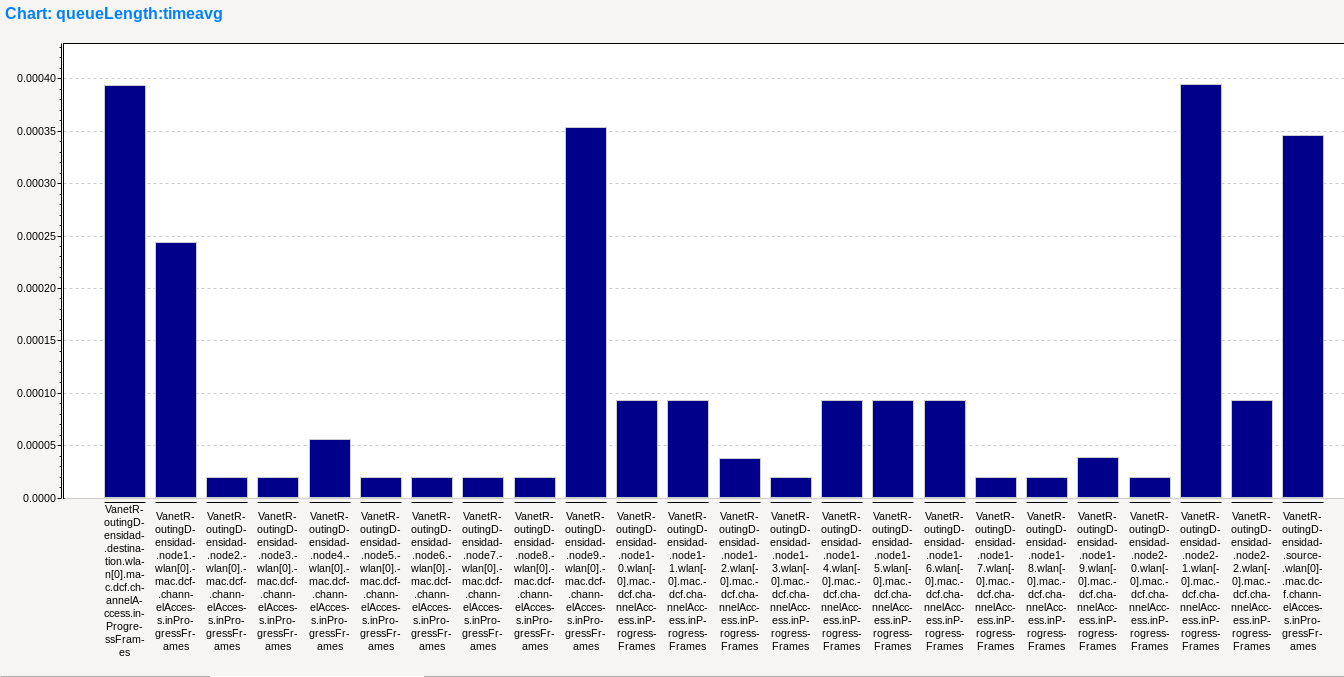 Chart: queueLength:timeavg
0.00040
0.00035
0.00030
0.00025
0.00020
0.00015
0.00010
0.00005
0.0000
VanetR-
outingD-
ensidad-
.destina-
tion.wla-
n[0].ma-
c.dcf.ch-
annelA-
ccess.in-
Progre-
ssFram-
es
VanetR-
outingD-
ensidad-
.node1.-
wlan[0].-
mac.dcf-
.chann-
elAcces-
s.inPro-
gressFr-
ames
VanetR-
outingD-
ensidad-
.node2.-
wlan[0].-
mac.dcf-
.chann-
elAcces-
s.inPro-
gressFr-
ames
VanetR-
outingD-
ensidad-
.node3.-
wlan[0].-
mac.dcf-
.chann-
elAcces-
s.inPro-
gressFr-
ames
VanetR-
outingD-
ensidad-
.node4.-
wlan[0].-
mac.dcf-
.chann-
elAcces-
s.inPro-
gressFr-
ames
VanetR-
outingD-
ensidad-
.node5.-
wlan[0].-
mac.dcf-
.chann-
elAcces-
s.inPro-
gressFr-
ames
VanetR-
outingD-
ensidad-
.node6.-
wlan[0].-
mac.dcf-
.chann-
elAcces-
s.inPro-
gressFr-
ames
VanetR-
outingD-
ensidad-
.node7.-
wlan[0].-
mac.dcf-
.chann-
elAcces-
s.inPro-
gressFr-
ames
VanetR-
outingD-
ensidad-
.node8.-
wlan[0].-
mac.dcf-
.chann-
elAcces-
s.inPro-
gressFr-
ames
VanetR-
outingD-
ensidad-
.node9.-
wlan[0].-
mac.dcf-
.chann-
elAcces-
s.inPro-
gressFr-
ames
VanetR-
outingD-
ensidad-
.node1-
0.wlan[-
0].mac.-
dcf.cha-
nnelAcc-
ess.inP-
rogress-
Frames
VanetR-
outingD-
ensidad-
.node1-
1.wlan[-
0].mac.-
dcf.cha-
nnelAcc-
ess.inP-
rogress-
Frames
VanetR-
outingD-
ensidad-
.node1-
2.wlan[-
0].mac.-
dcf.cha-
nnelAcc-
ess.inP-
rogress-
Frames
VanetR-
outingD-
ensidad-
.node1-
3.wlan[-
0].mac.-
dcf.cha-
nnelAcc-
ess.inP-
rogress-
Frames
VanetR-
outingD-
ensidad-
.node1-
4.wlan[-
0].mac.-
dcf.cha-
nnelAcc-
ess.inP-
rogress-
Frames
VanetR-
outingD-
ensidad-
.node1-
5.wlan[-
0].mac.-
dcf.cha-
nnelAcc-
ess.inP-
rogress-
Frames
VanetR-
outingD-
ensidad-
.node1-
6.wlan[-
0].mac.-
dcf.cha-
nnelAcc-
ess.inP-
rogress-
Frames
VanetR-
outingD-
ensidad-
.node1-
7.wlan[-
0].mac.-
dcf.cha-
nnelAcc-
ess.inP-
rogress-
Frames
VanetR-
outingD-
ensidad-
.node1-
8.wlan[-
0].mac.-
dcf.cha-
nnelAcc-
ess.inP-
rogress-
Frames
VanetR-
outingD-
ensidad-
.node1-
9.wlan[-
0].mac.-
dcf.cha-
nnelAcc-
ess.inP-
rogress-
Frames
VanetR-
outingD-
ensidad-
.node2-
0.wlan[-
0].mac.-
dcf.cha-
nnelAcc-
ess.inP-
rogress-
Frames
VanetR-
outingD-
ensidad-
.node2-
1.wlan[-
0].mac.-
dcf.cha-
nnelAcc-
ess.inP-
rogress-
Frames
VanetR-
outingD-
ensidad-
.node2-
2.wlan[-
0].mac.-
dcf.cha-
nnelAcc-
ess.inP-
rogress-
Frames
VanetR-
outingD-
ensidad-
.source-
.wlan[0]-
.mac.dc-
f.channe-
elAcces-
s.inPro-
gressFr-
ames